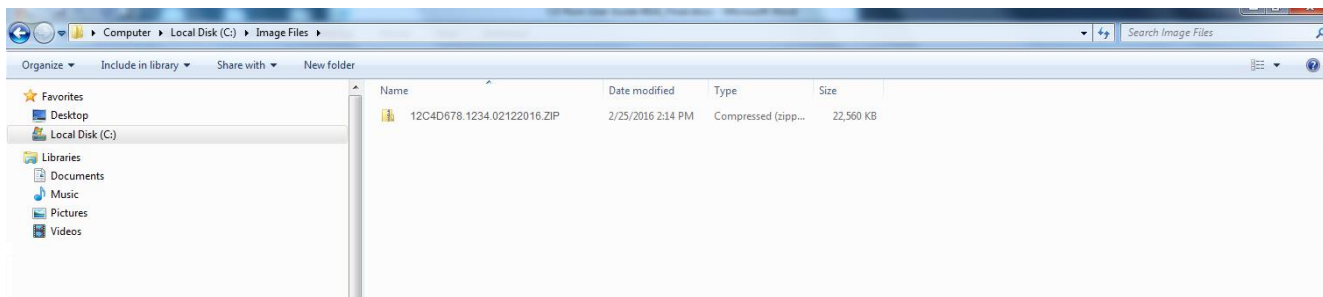 Computer Local Disk (C:) Image Files Search Image Files
Organize Include in library Share with New folder
Favorites
Desktop
Local Disk (C:)
Libraries
Documents
Music
Pictures
Videos
Name Date modified Type Size
12C4D678.1234.02122016.ZIP 2/25/2016 2:14 PM Compressed (zipp... 22,560 KB